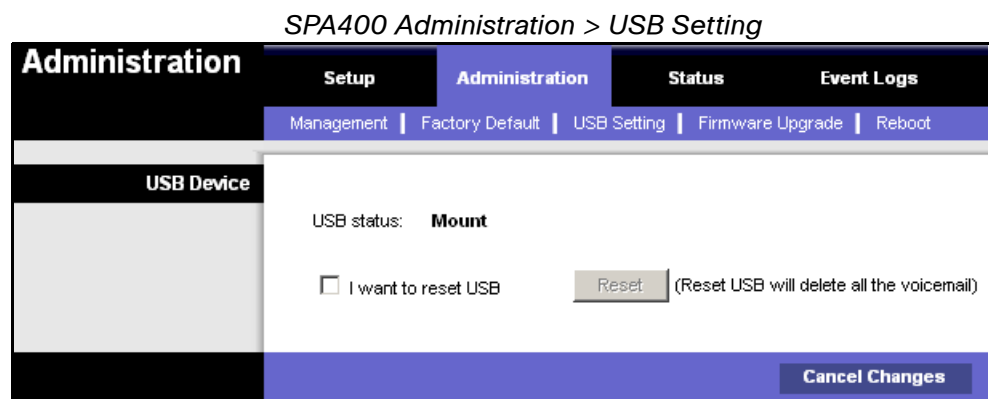 SPA400 Administration > USB Setting
Administration
Setup Administration Status Event Logs
Management | Factory Default | USB Setting | Firmware Upgrade | Reboot
USB Device
USB status: Mount
I want to reset USB Reset (Reset USB will delete all the voicemail)
Cancel Changes